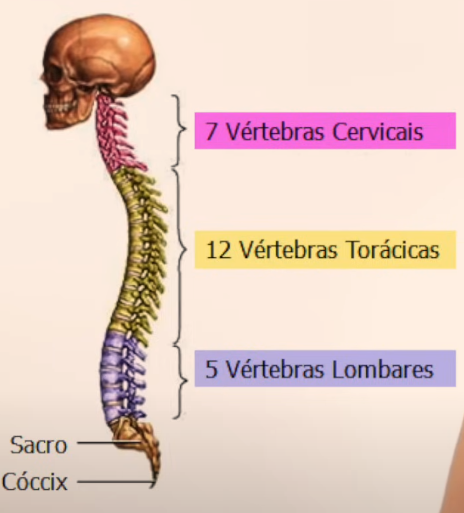 7 Vértebras Cervicais
12 Vértebras Torácicas
5 Vértebras Lombares
Sacro
Cóccix